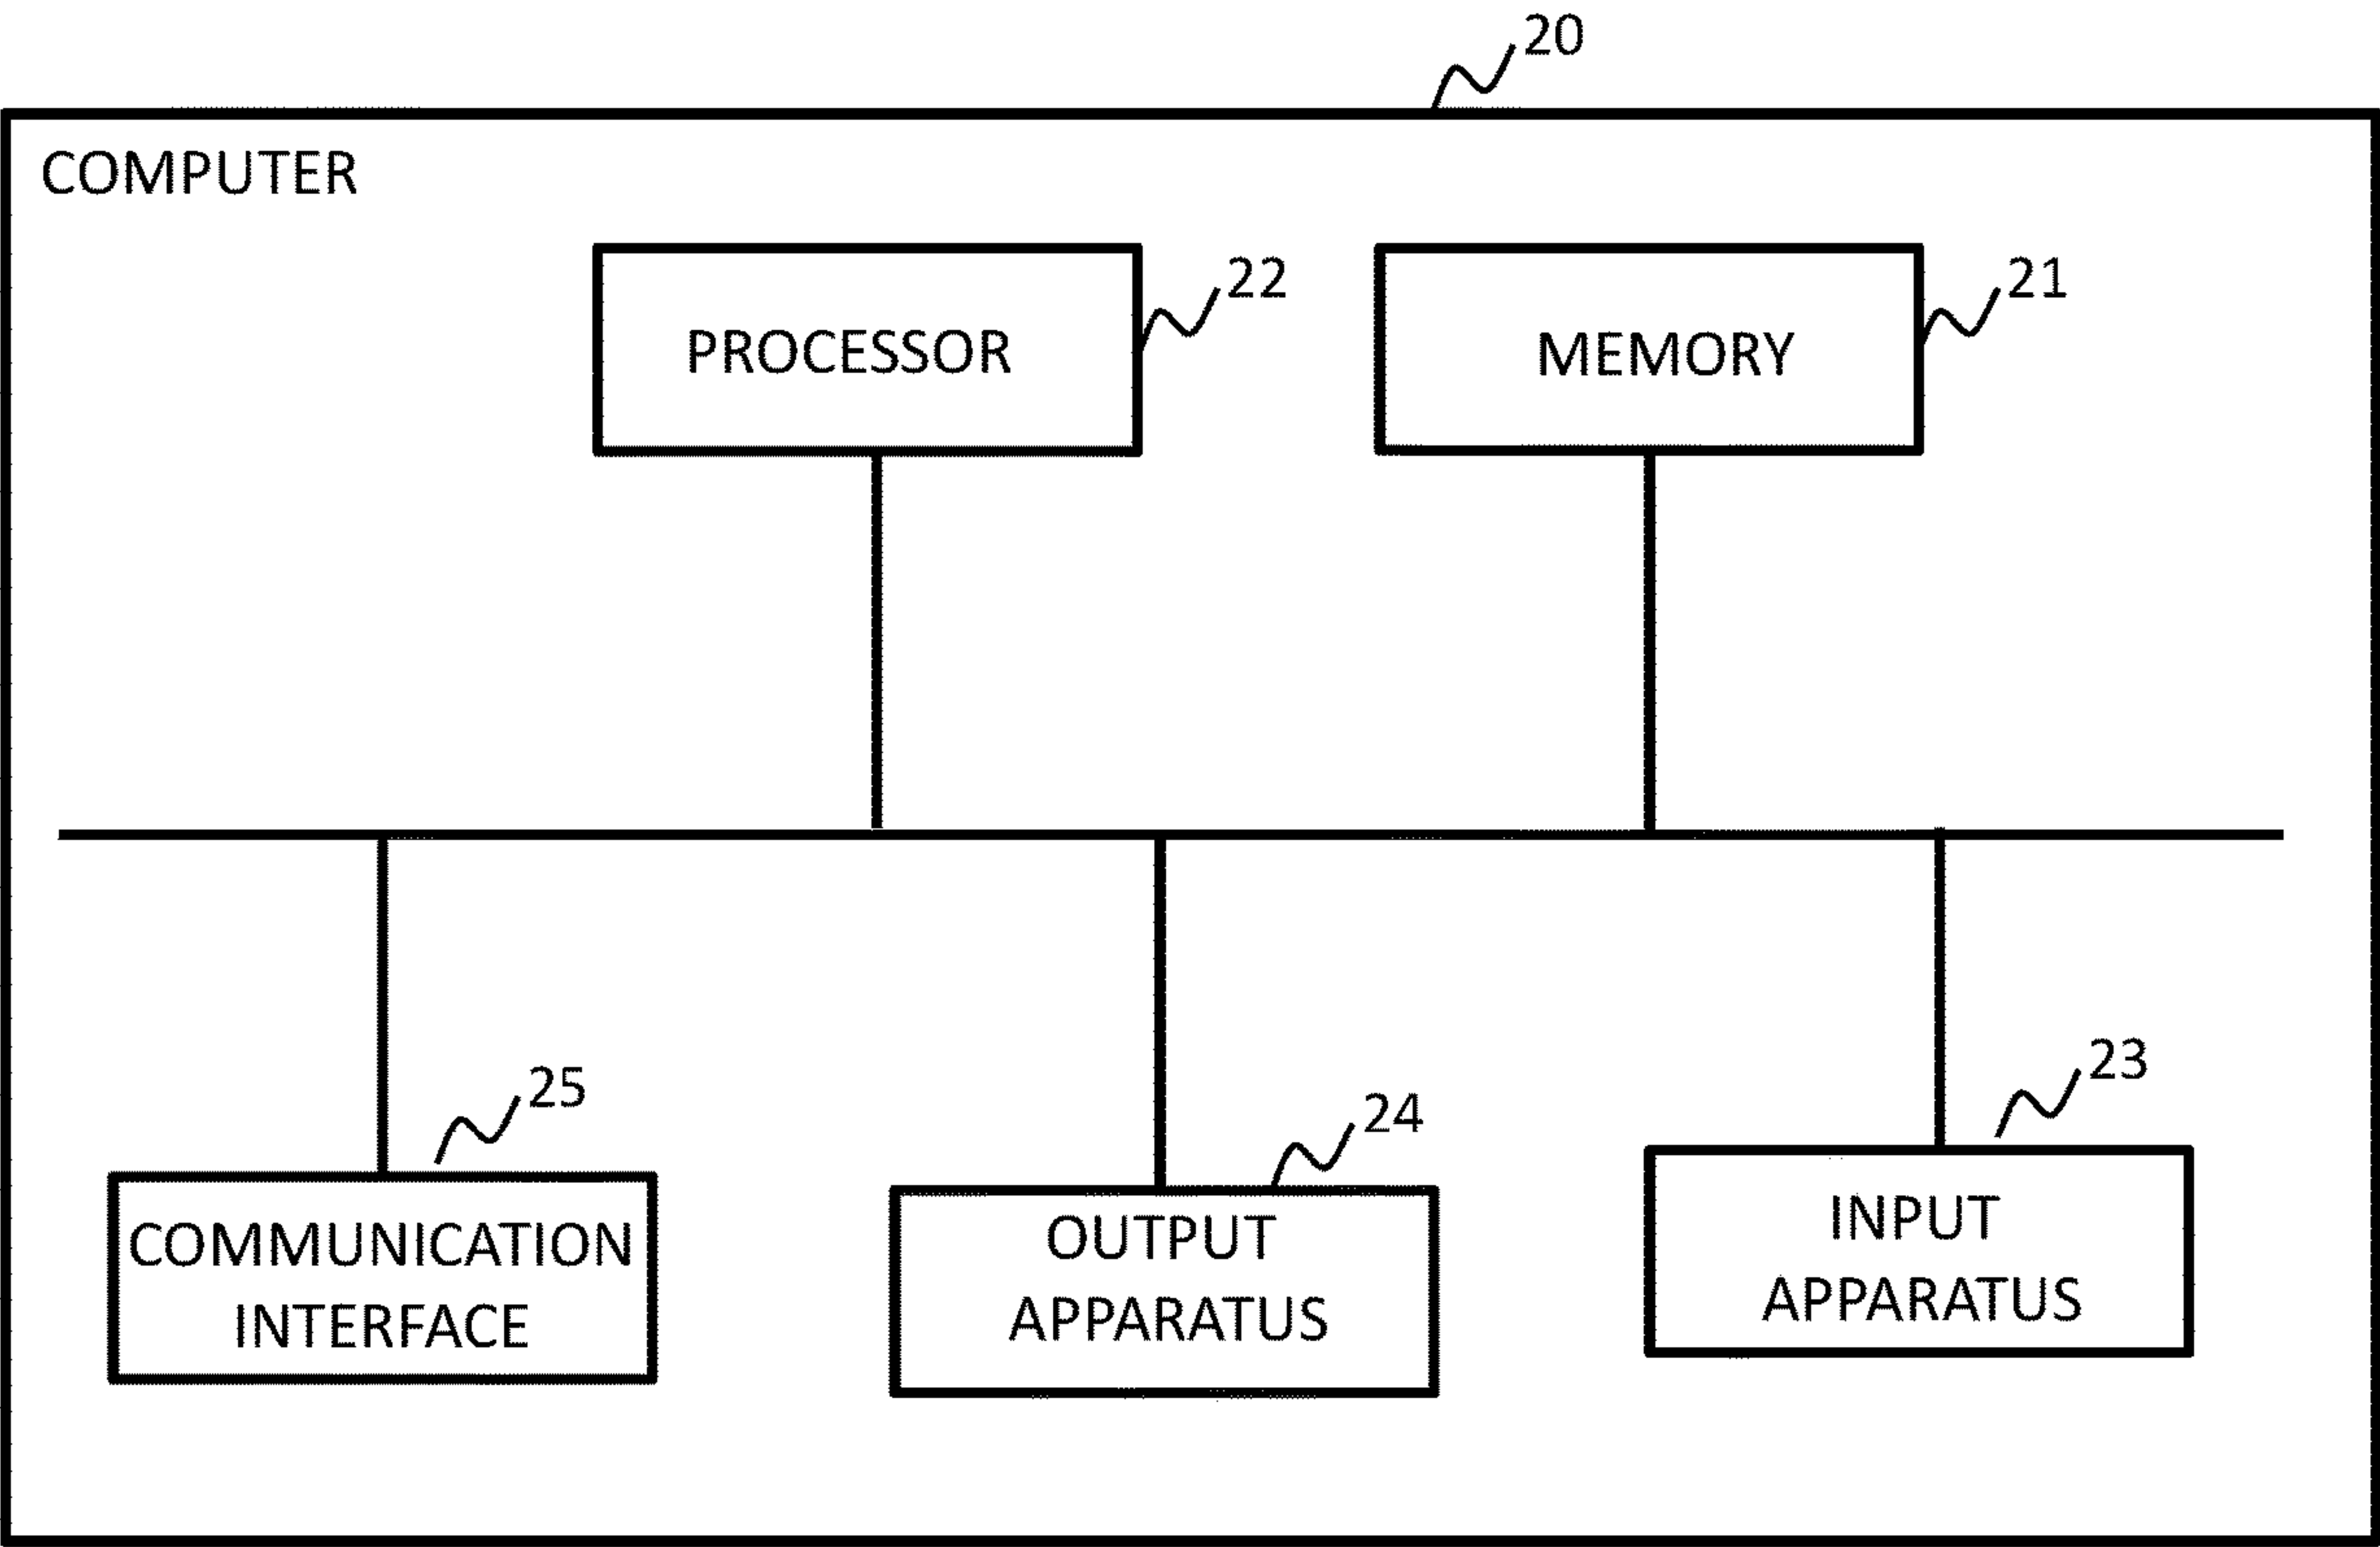 20
COMPUTER
22
21
PROCESSOR
MEMORY
25
24
23
COMMUNICATION
INTERFACE
OUTPUT
APPARATUS
INPUT
APPARATUS